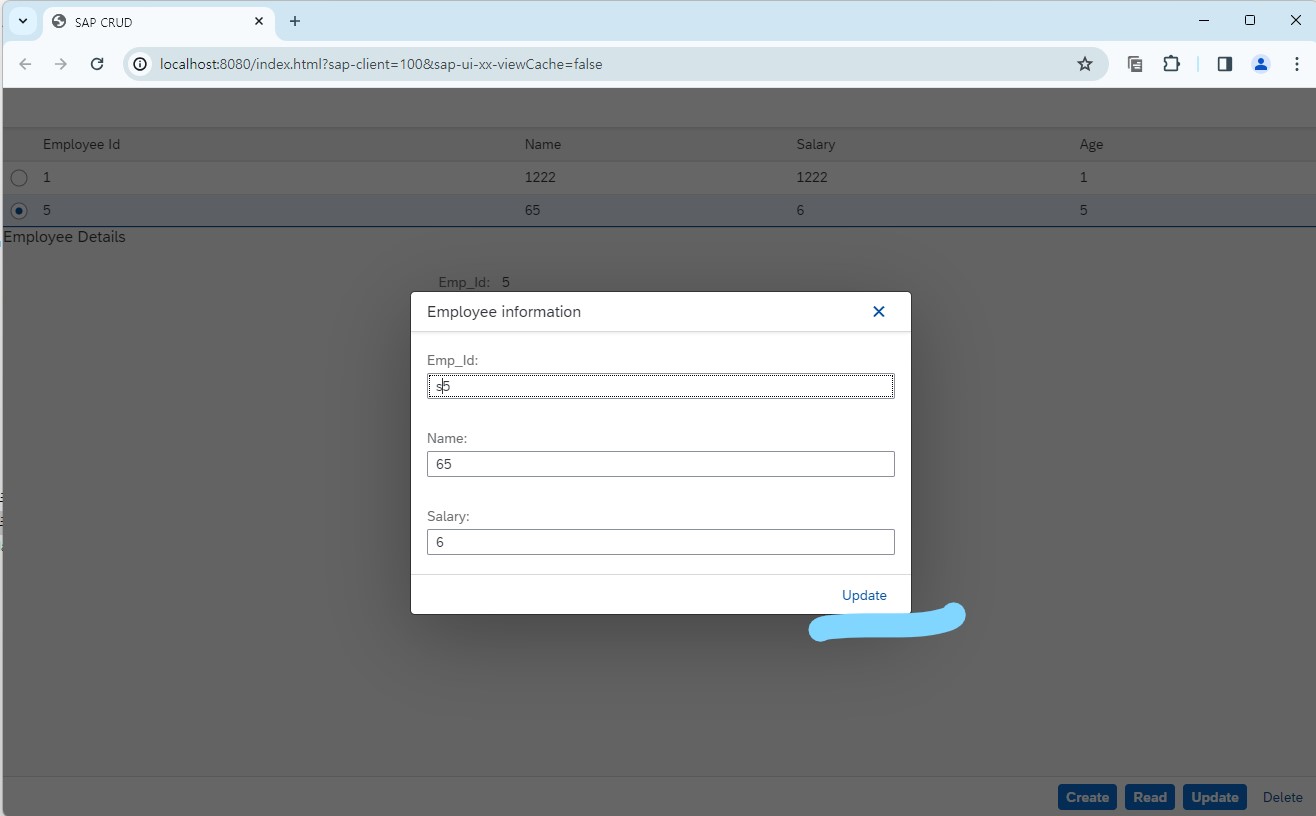 SAP CRUD
localhost:8080/index.html?sap-client=100&sap-ui-xx-viewCache=false
Employee Id Name Salary Age
1 1222 1222 1
5 65 6 5
Employee Details
Emp_Id: 5
Employee information
Emp_Id:
s5
Name:
65
Salary:
6
Update
Create Read Update Delete